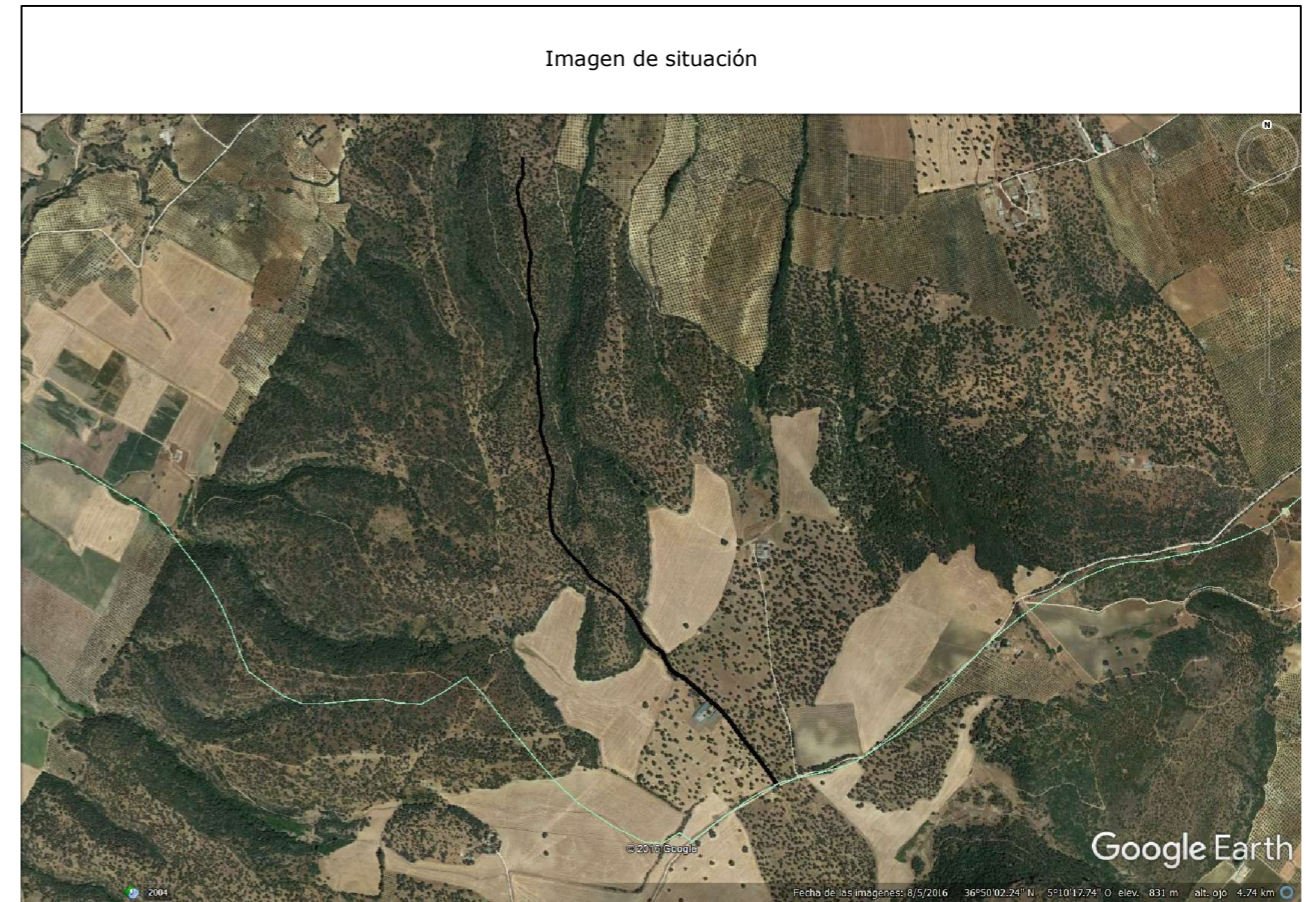 Imagen de situación
N
© 2016 Google
Google Earth
2004
Fecha de las imágenes: 8/5/2016 36°50'02.24" N 5°10'17.74" O elev. 831 m alt. ojo 4.74 km